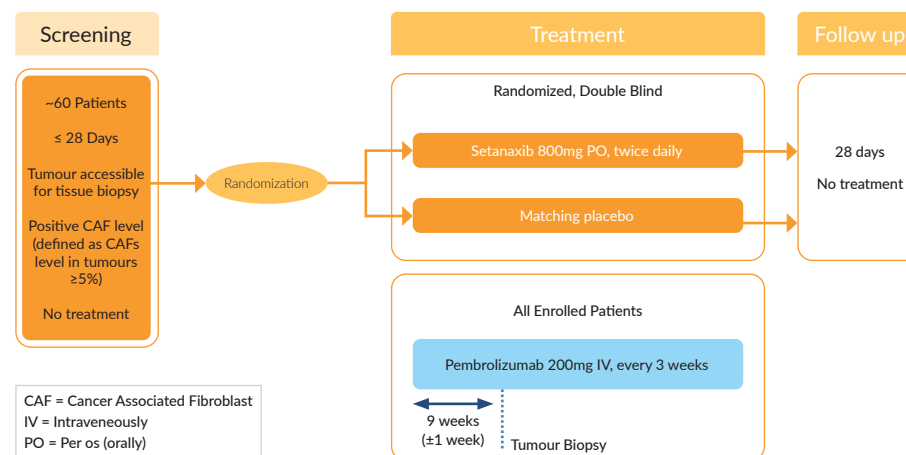 Screening
Treatment
Follow up
~60 Patients
≤ 28 Days
Tumour accessible
for tissue biopsy
Positive CAF level
(defined as CAFs
level in tumours
≥5%)
No treatment
Randomization
Randomized, Double Blind
Setanaxib 800mg PO, twice daily
Matching placebo
28 days
No treatment
All Enrolled Patients
Pembrolizumab 200mg IV, every 3 weeks
9 weeks
(±1 week)
Tumour Biopsy
CAF = Cancer Associated Fibroblast
IV = Intraveneously
PO = Per os (orally)